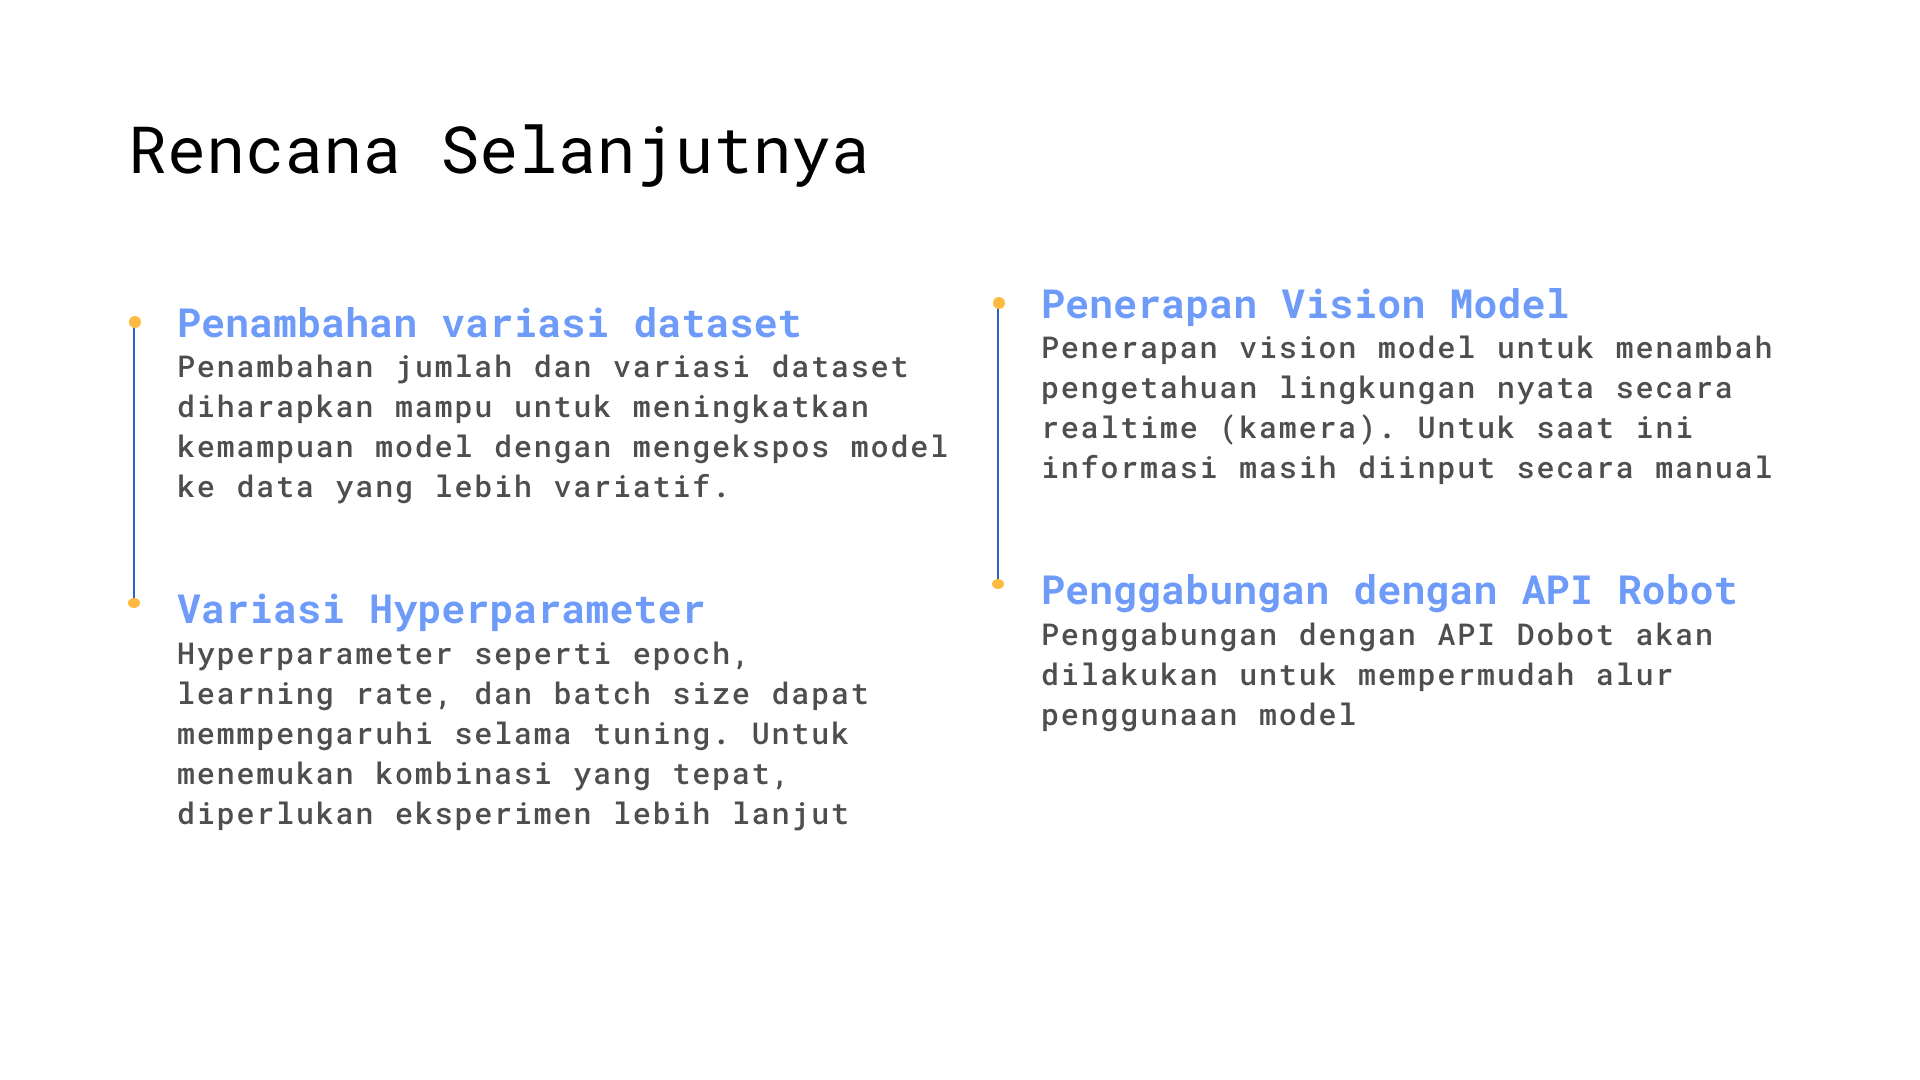 Rencana Selanjutnya
Penambahan variasi dataset
Penambahan jumlah dan variasi dataset
diharapkan mampu untuk meningkatkan
kemampuan model dengan mengekspos model
ke data yang lebih variatif.
Variasi Hyperparameter
Hyperparameter seperti epoch,
learning rate, dan batch size dapat
memmpengaruhi selama tuning. Untuk
menemukan kombinasi yang tepat,
diperlukan eksperimen lebih lanjut
Penerapan Vision Model
Penerapan vision model untuk menambah
pengetahuan lingkungan nyata secara
realtime (kamera). Untuk saat ini
informasi masih diinput secara manual
Penggabungan dengan API Robot
Penggabungan dengan API Dobot akan
dilakukan untuk mempermudah alur
penggunaan model